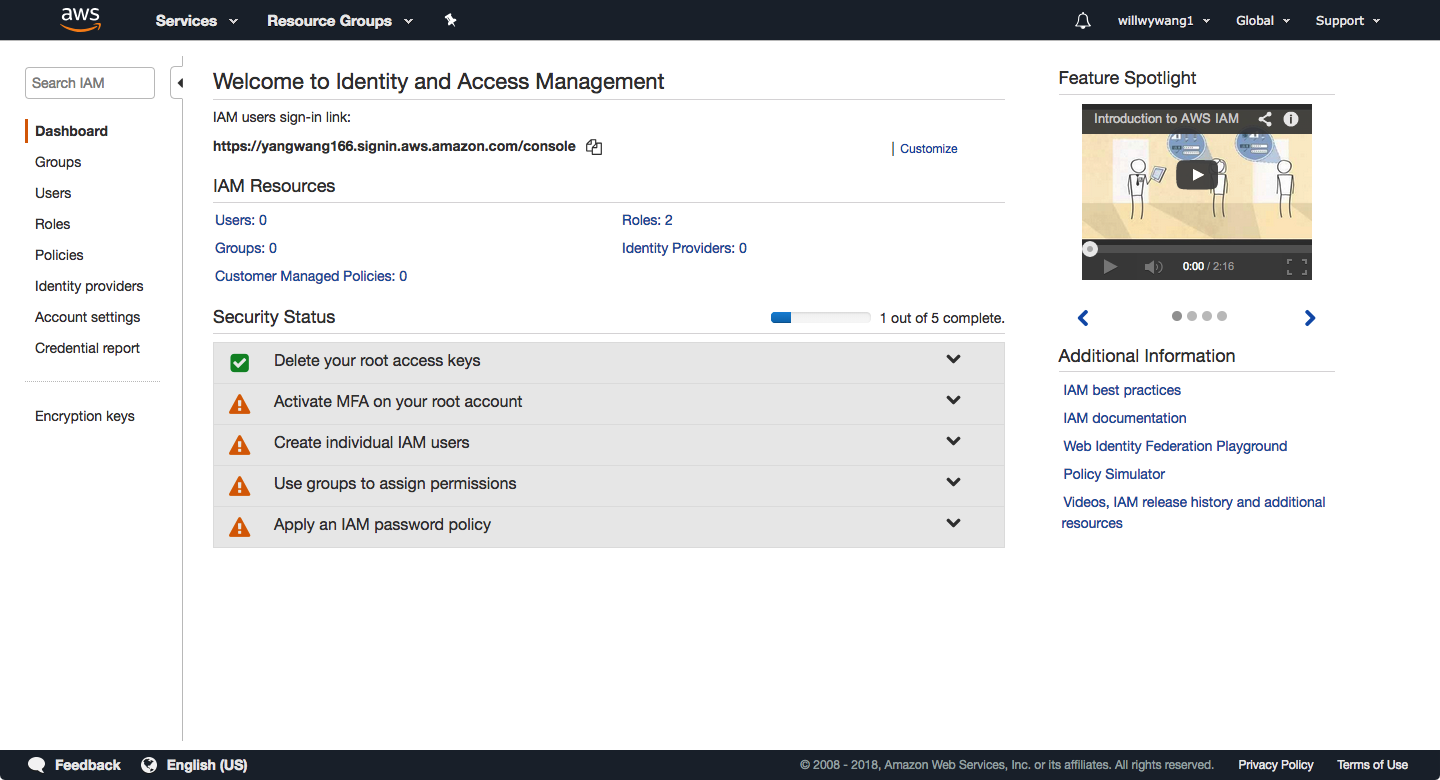 aws Services Resource Groups willwywang1 Global Support
Search IAM
Dashboard
Groups
Users
Roles
Policies
Identity providers
Account settings
Credential report
Encryption keys
Welcome to Identity and Access Management
IAM users sign-in link:
https://yangwang166.signin.aws.amazon.com/console Customize
IAM Resources
Users: 0 Roles: 2
Groups: 0 Identity Providers: 0
Customer Managed Policies: 0
Security Status 1 out of 5 complete.
Delete your root access keys
Activate MFA on your root account
Create individual IAM users
Use groups to assign permissions
Apply an IAM password policy
Feature Spotlight
Introduction to AWS IAM
0:00 / 2:16
Additional Information
IAM best practices
IAM documentation
Web Identity Federation Playground
Policy Simulator
Videos, IAM release history and additional
resources
Feedback English (US) © 2008 - 2018, Amazon Web Services, Inc. or its affiliates. All rights reserved. Privacy Policy Terms of Use